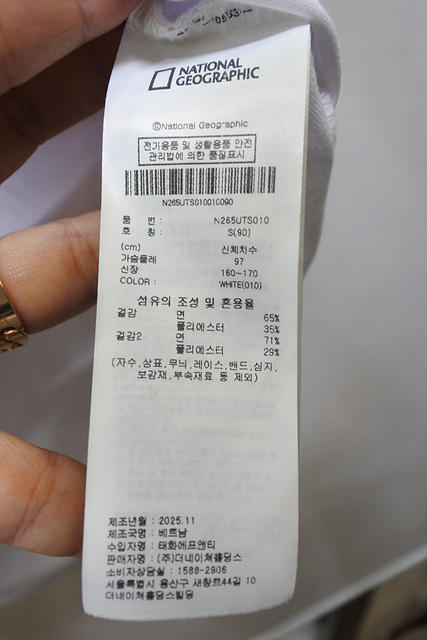 NATIONAL
GEOGRAPHIC
©National Geographic
전기용품 및 생활용품 안전
관리법에 의한 품질표시
N265UTS010010090
품 번 : N265UTS010
호 칭 : S(90)
(cm) 신체치수
가슴둘레 97
신장 160~170
COLOR : WHITE(010)
섬유의 조성 및 혼용율
겉감 면 65%
폴리에스터 35%
겉감2 면 71%
폴리에스터 29%
(자수,상표,무늬,레이스,밴드,심지,
보강재,부속재료 등 제외)
제조년월 : 2025.11
제조국명 : 베트남
수입자명 : 태화에프앤티
판매자명 : (주)더네이쳐홀딩스
소비자상담실 : 1588-2906
서울특별시 용산구 새창로44길 10
더네이쳐홀딩스빌딩